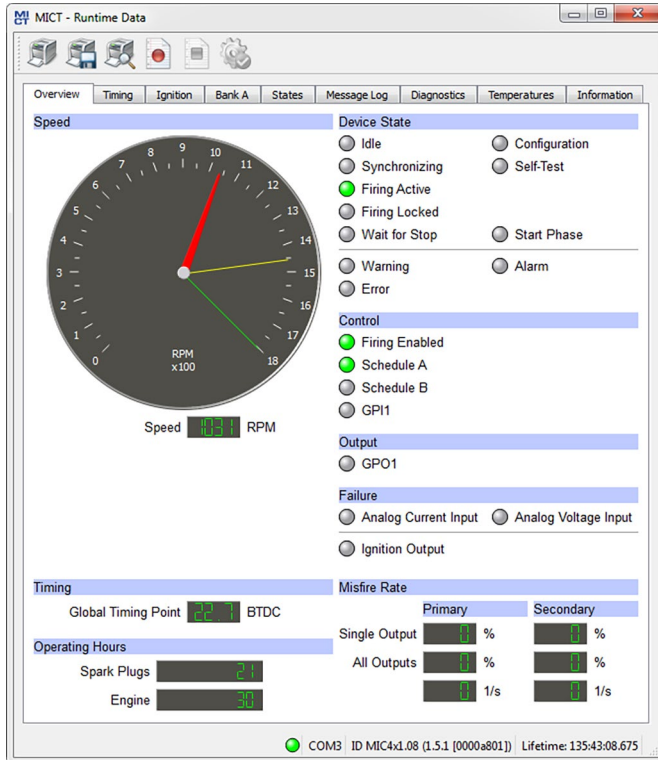 MICT MICT - Runtime Data
Overview Timing Ignition Bank A States Message Log Diagnostics Temperatures Information
Speed
0 1 2 3 4 5 6 7 8 9 10 11 12 13 14 15 16 17 18
RPM
x100
Speed 1031 RPM
Device State
Idle Configuration
Synchronizing Self-Test
Firing Active
Firing Locked
Wait for Stop Start Phase
Warning Alarm
Error
Control
Firing Enabled
Schedule A
Schedule B
GPI1
Output
GPO1
Failure
Analog Current Input Analog Voltage Input
Ignition Output
Timing
Global Timing Point 22.7 BTDC
Operating Hours
Spark Plugs 21
Engine 30
Misfire Rate
Primary Secondary
Single Output 0 % 0 %
All Outputs 0 % 0 %
0 1/s 0 1/s
COM3 ID MIC4x1.08 (1.5.1 [0000a801]) Lifetime: 135:43:08.675